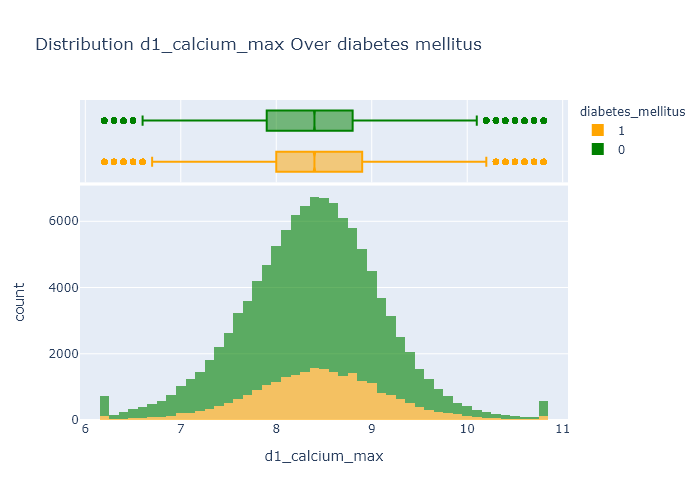 Distribution d1_calcium_max Over diabetes mellitus
diabetes_mellitus
1
0
6000
4000
2000
0
count
6 7 8 9 10 11
d1_calcium_max